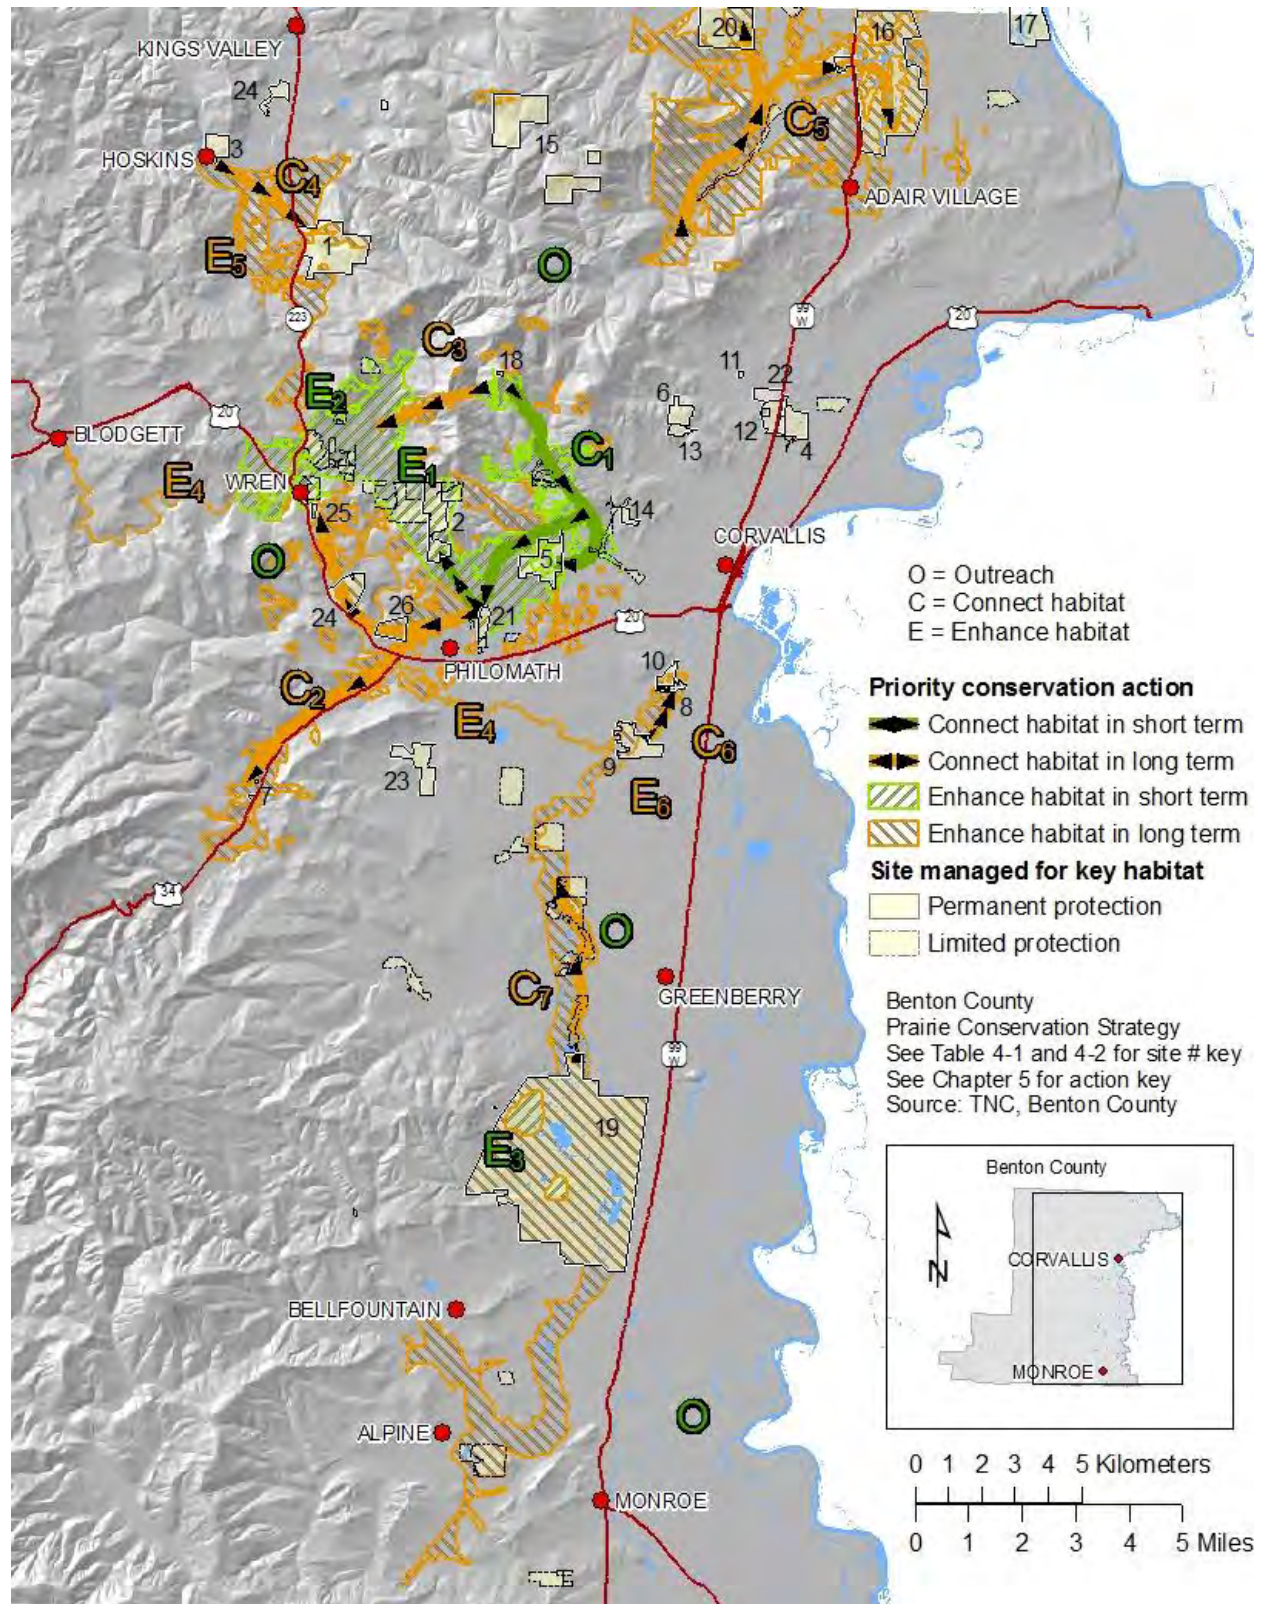 KINGS VALLEY
20
16
17
24
C5
15
HOSKINS
3
C4
ADAIR VILLAGE
E5
1
O
223
99
W
20
C3
18
11
22
E2
6
20
12
4
BLODGETT
13
C1
E1
E4
WREN
25
2
14
CORVALLIS
O
5
O = Outreach
C = Connect habitat
E = Enhance habitat
26
24
21
20
PHILOMATH
10
Priority conservation action
C2
8
Connect habitat in short term
E4
C6
9
Connect habitat in long term
23
7
E6
Enhance habitat in short term
Enhance habitat in long term
Site managed for key habitat
34
Permanent protection
O
Limited protection
C7
GREENBERRY
Benton County
Prairie Conservation Strategy
See Table 4-1 and 4-2 for site # key
See Chapter 5 for action key
Source: TNC, Benton County
99
W
19
E3
Benton County
CORVALLIS
N
BELLFOUNTAIN
MONROE
O
ALPINE
0 1 2 3 4 5 Kilometers
MONROE
0 1 2 3 4 5 Miles